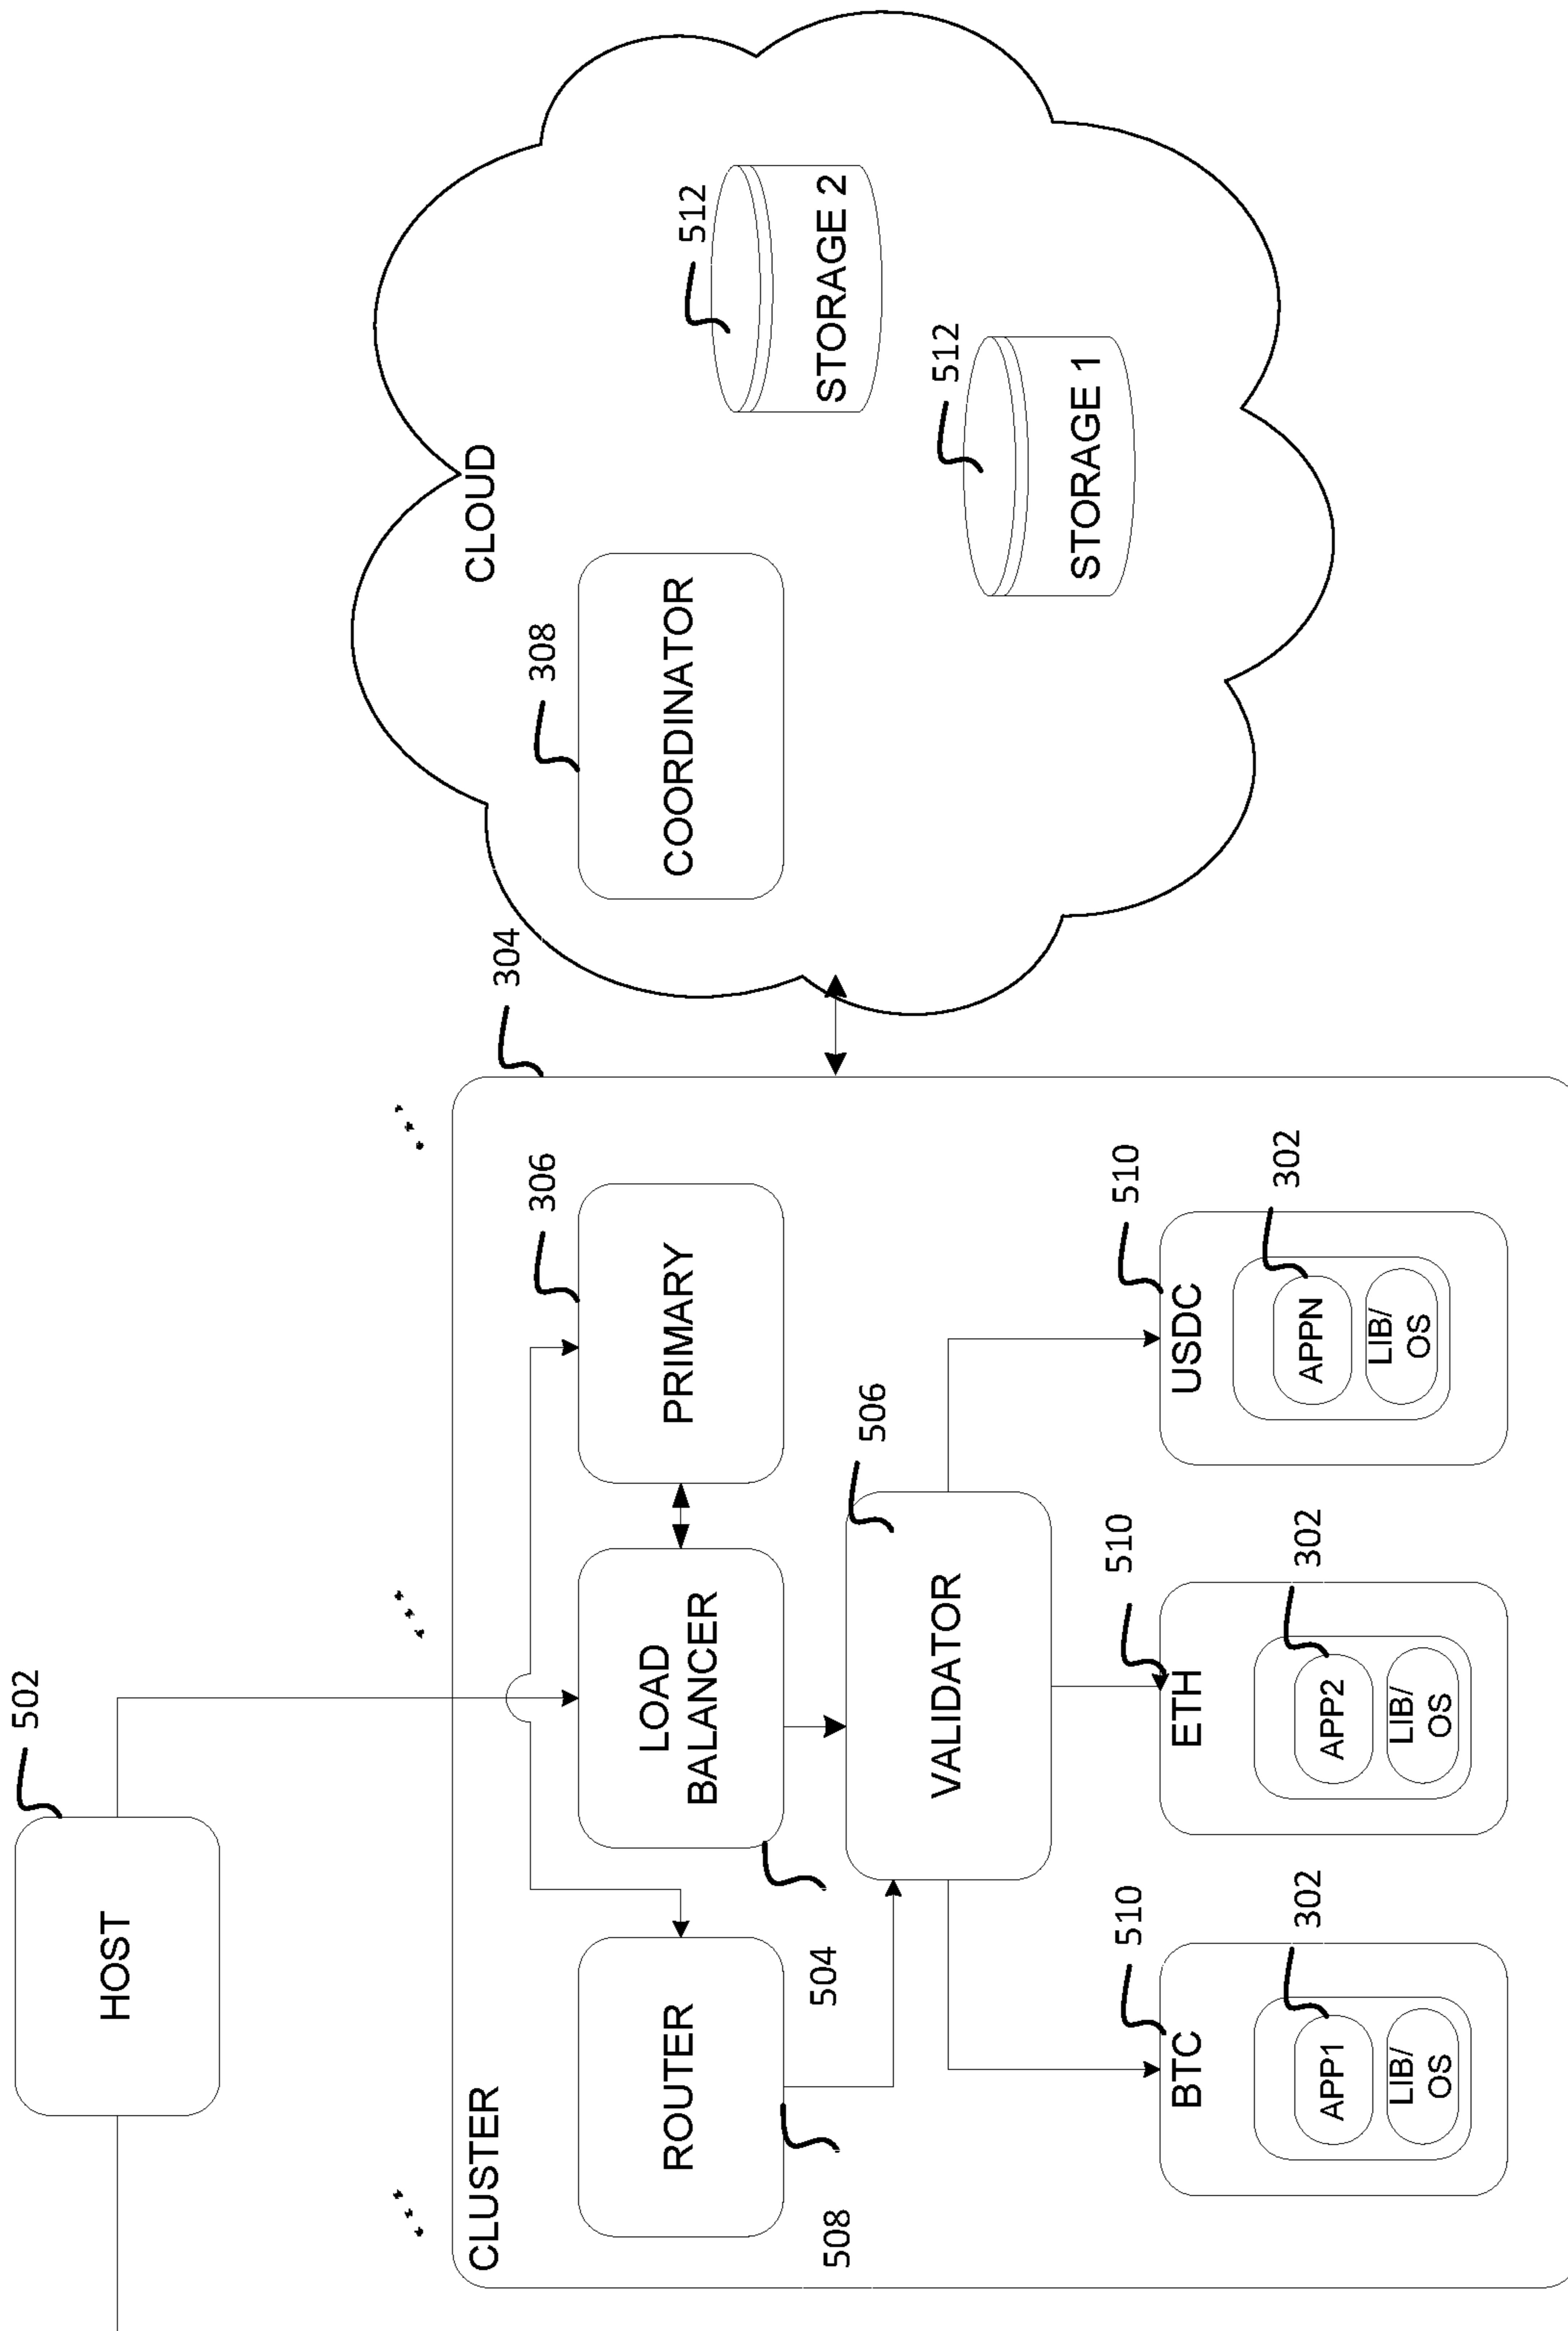 502
HOST
CLUSTER
304
CLOUD
306
308
ROUTER
LOAD
BALANCER
PRIMARY
COORDINATOR
512
STORAGE 2
508
504
506
512
VALIDATOR
STORAGE 1
510
510
510
BTC
ETH
USDC
302
302
302
APP1
LIB/
OS
APP2
LIB/
OS
APPN
LIB/
OS